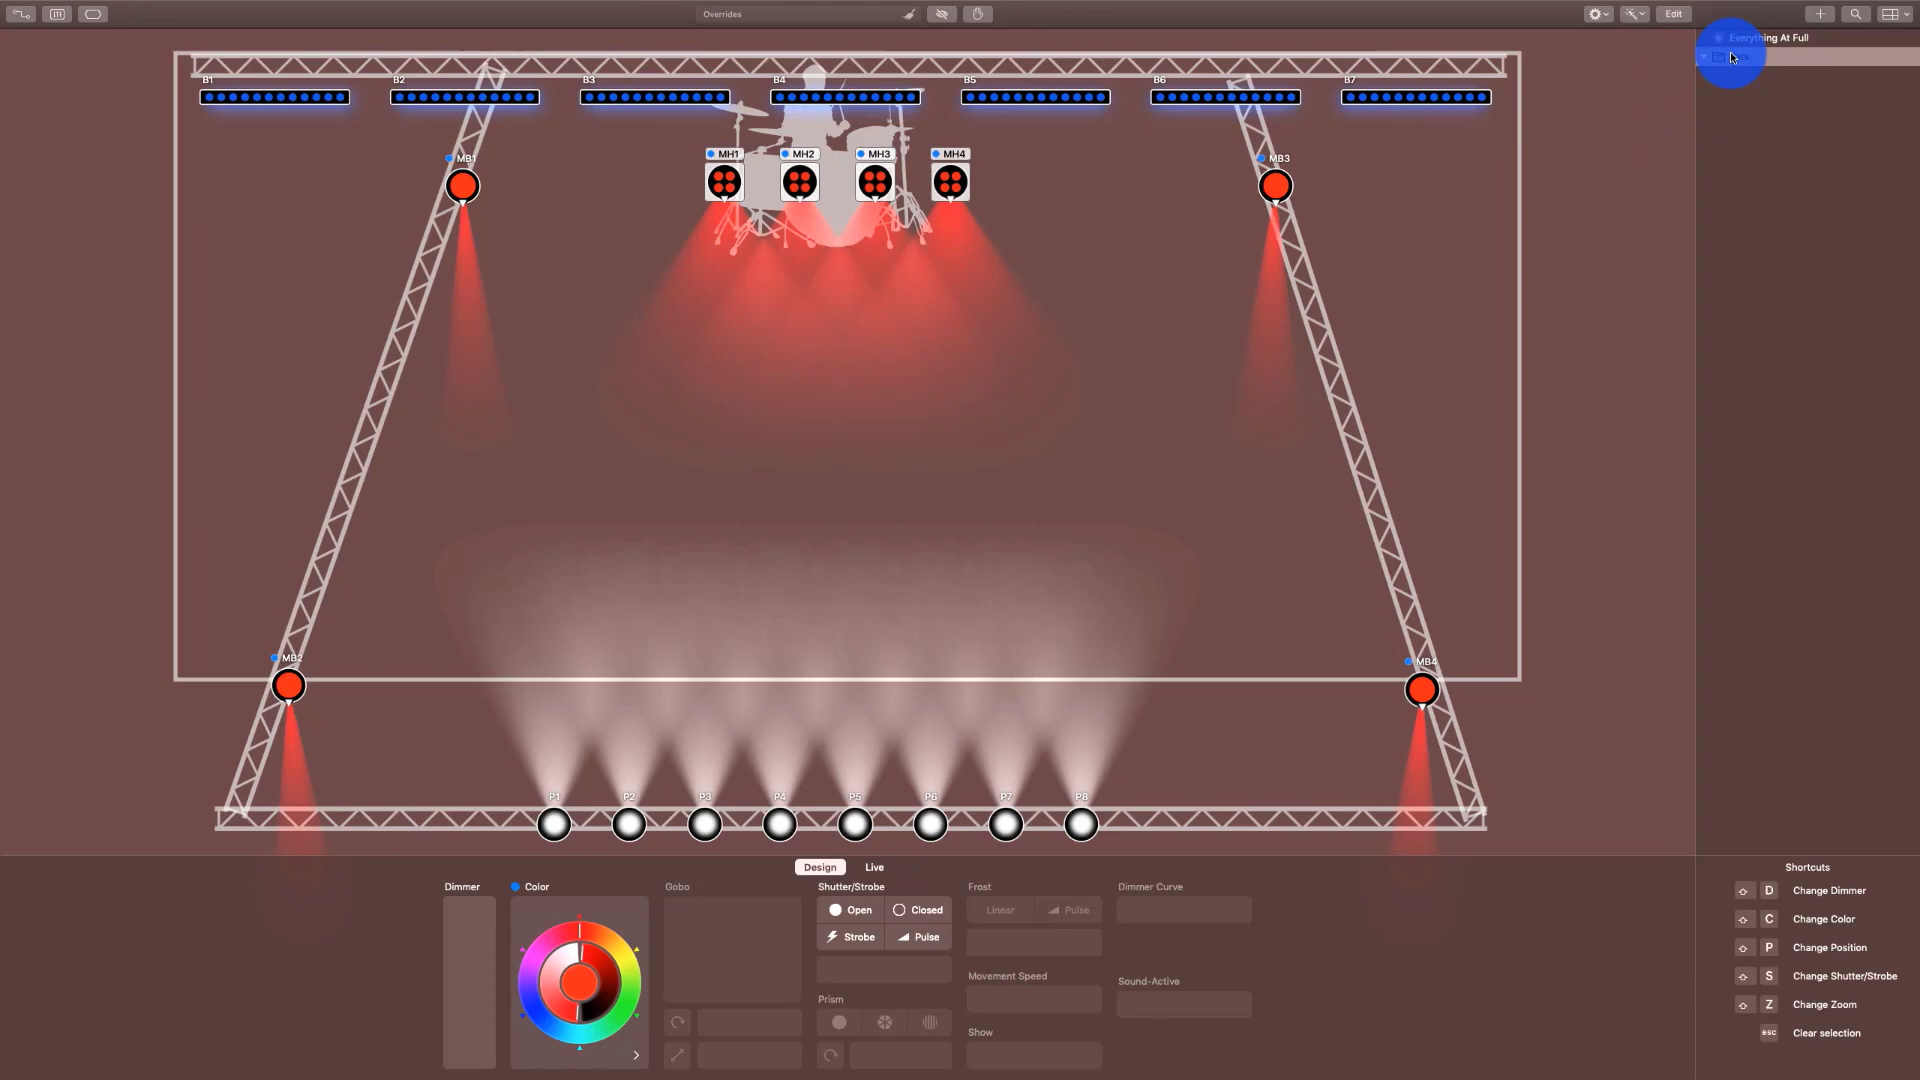 Overrides
Edit
Everything At Full
B1
B2
B3
B4
B5
B6
B7
MB1
MH1
MH2
MH3
MH4
MB3
MB2
MB4
P1
P2
P3
P4
P5
P6
P7
P8
Design
Live
Dimmer
Color
Gobo
Shutter/Strobe
Open
Closed
Strobe
Pulse
Prism
Frost
Linear
Pulse
Movement Speed
Show
Dimmer Curve
Sound-Active
Shortcuts
D
Change Dimmer
C
Change Color
P
Change Position
S
Change Shutter/Strobe
Z
Change Zoom
esc
Clear selection